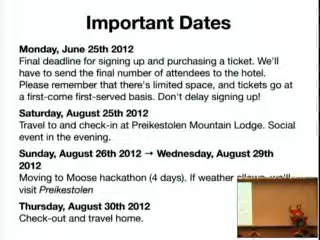 Important Dates
Monday, June 25th 2012
Final deadline for signing up and purchasing a ticket. We'll
have to send the final number of attendees to the hotel.
Please remember that there's limited space, and tickets go at
a first-come first-served basis. Don't delay signing up!
Saturday, August 25th 2012
Travel to and check-in at Preikestolen Mountain Lodge. Social
event in the evening.
Sunday, August 26th 2012 → Wednesday, August 29th
2012
Moving to Moose hackathon (4 days). If weather
visit Preikestolen
Thursday, August 30th 2012
Check-out and travel home.